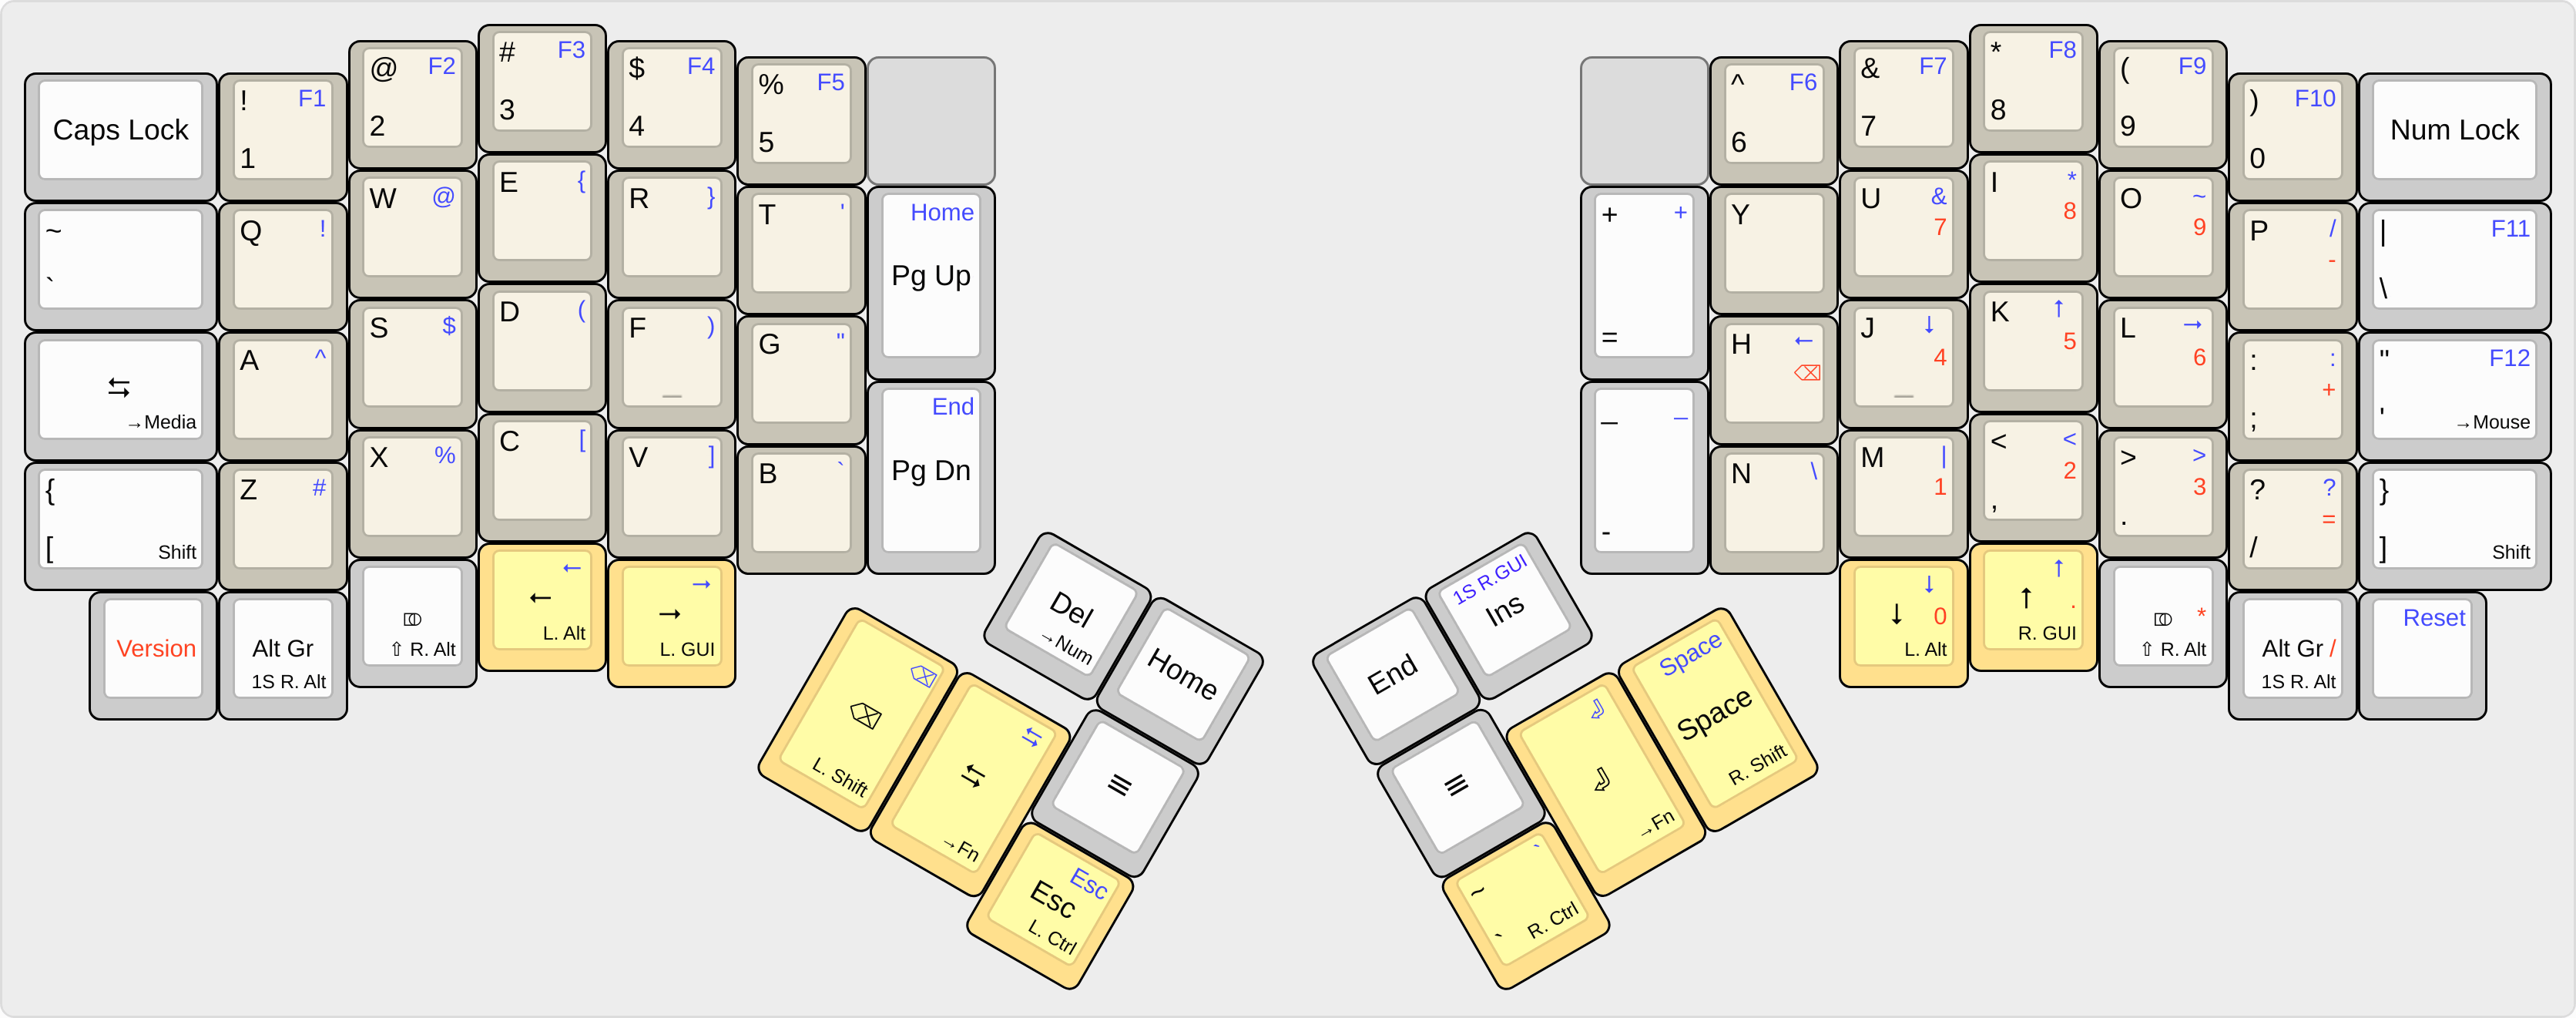 Caps Lock
! F1
1
@ F2
2
# F3
3
$ F4
4
% F5
5
^ F6
6
& F7
7
* F8
8
( F9
9
) F10
0
Num Lock
~
`
Q !
W @
E {
R }
T '
Home
Pg Up
+ +
=
Y
U &
7
I *
8
O ~
9
P /
-
| F11
\
⇆
→Media
A ^
S $
D (
F )
_
G "
End
Pg Dn
_ _
-
H ←
⌫
J ↓
4
_
K ↑
5
L →
6
: :
+
;
" F12
' →Mouse
{
[ Shift
Z #
X %
C [
V ]
B `
N \
M |
1
< <
2
,
> >
3
.
? ?
=
/
}
] Shift
Version
Alt Gr
1S R. Alt
⎄
⇧ R. Alt
←
←
L. Alt
→
→
L. GUI
⌫
⌫
L. Shift
⇆
⇆
→Fn
Del
→Num
Home
≡
Esc
Esc
L. Ctrl
End
1S R.GUI
Ins
≡
⏎
⏎
→Fn
Space
Space
R. Shift
`
~
` R. Ctrl
↓
↓ 0
L. Alt
↑
↑ .
R. GUI
⎄ *
⇧ R. Alt
Alt Gr /
1S R. Alt
Reset